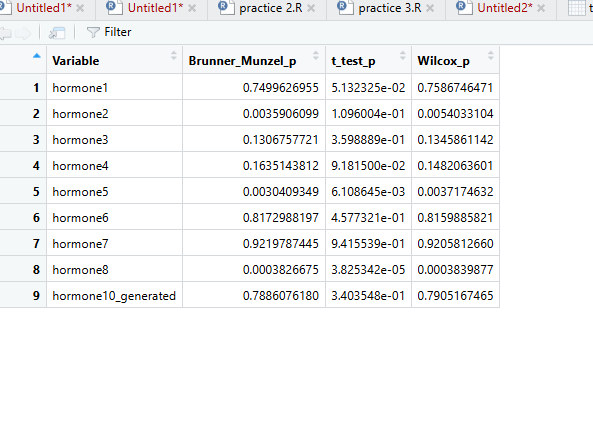 Untitled1* Untitled1* practice 2.R practice 3.R Untitled2* t
Filter
Variable Brunner_Munzel_p t_test_p Wilcox_p
1 hormone1 0.7499626955 5.132325e-02 0.7586746471
2 hormone2 0.0035906099 1.096004e-01 0.0054033104
3 hormone3 0.1306757721 3.598889e-01 0.1345861142
4 hormone4 0.1635143812 9.181500e-02 0.1482063601
5 hormone5 0.0030409349 6.108645e-03 0.0037174632
6 hormone6 0.8172988197 4.577321e-01 0.8159885821
7 hormone7 0.9219787445 9.415539e-01 0.9205812660
8 hormone8 0.0003826675 3.825342e-05 0.0003839877
9 hormone10_generated 0.7886076180 3.403548e-01 0.7905167465